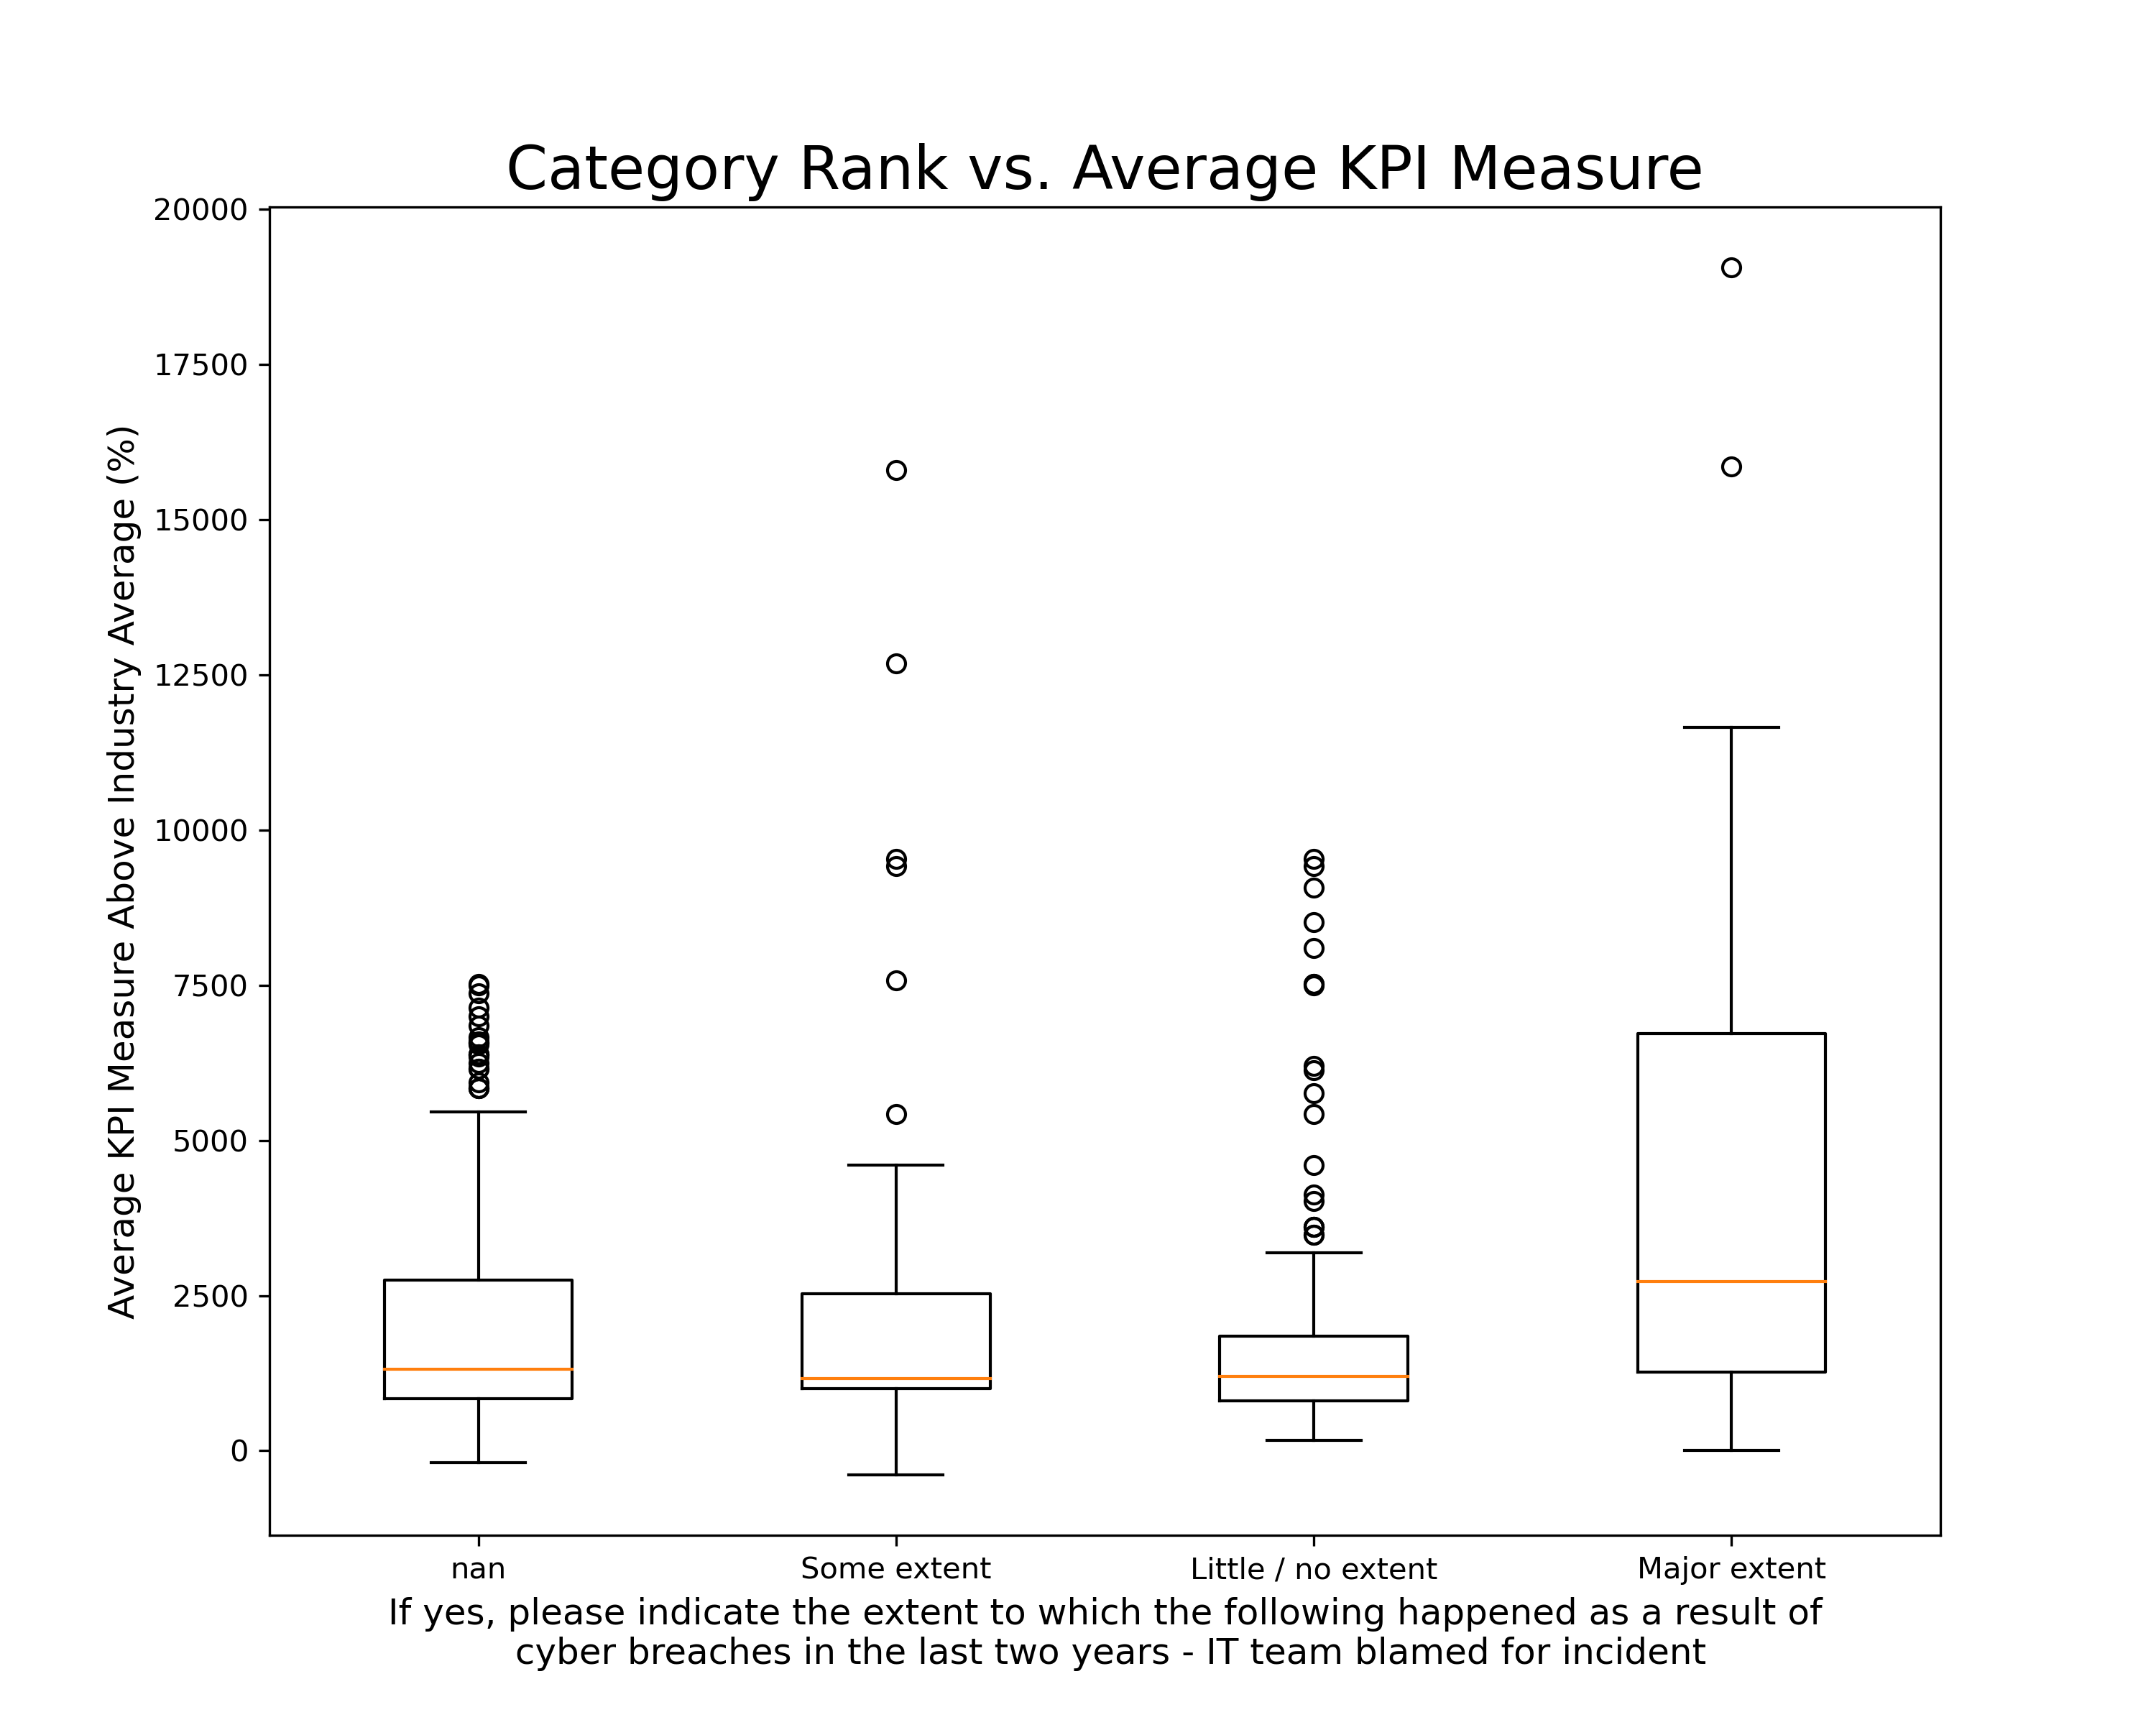 Category Rank vs. Average KPI Measure
Average KPI Measure Above Industry Average (%)
20000
17500
15000
12500
10000
7500
5000
2500
0
nan
Some extent
Little / no extent
Major extent
If yes, please indicate the extent to which the following happened as a result of
cyber breaches in the last two years - IT team blamed for incident